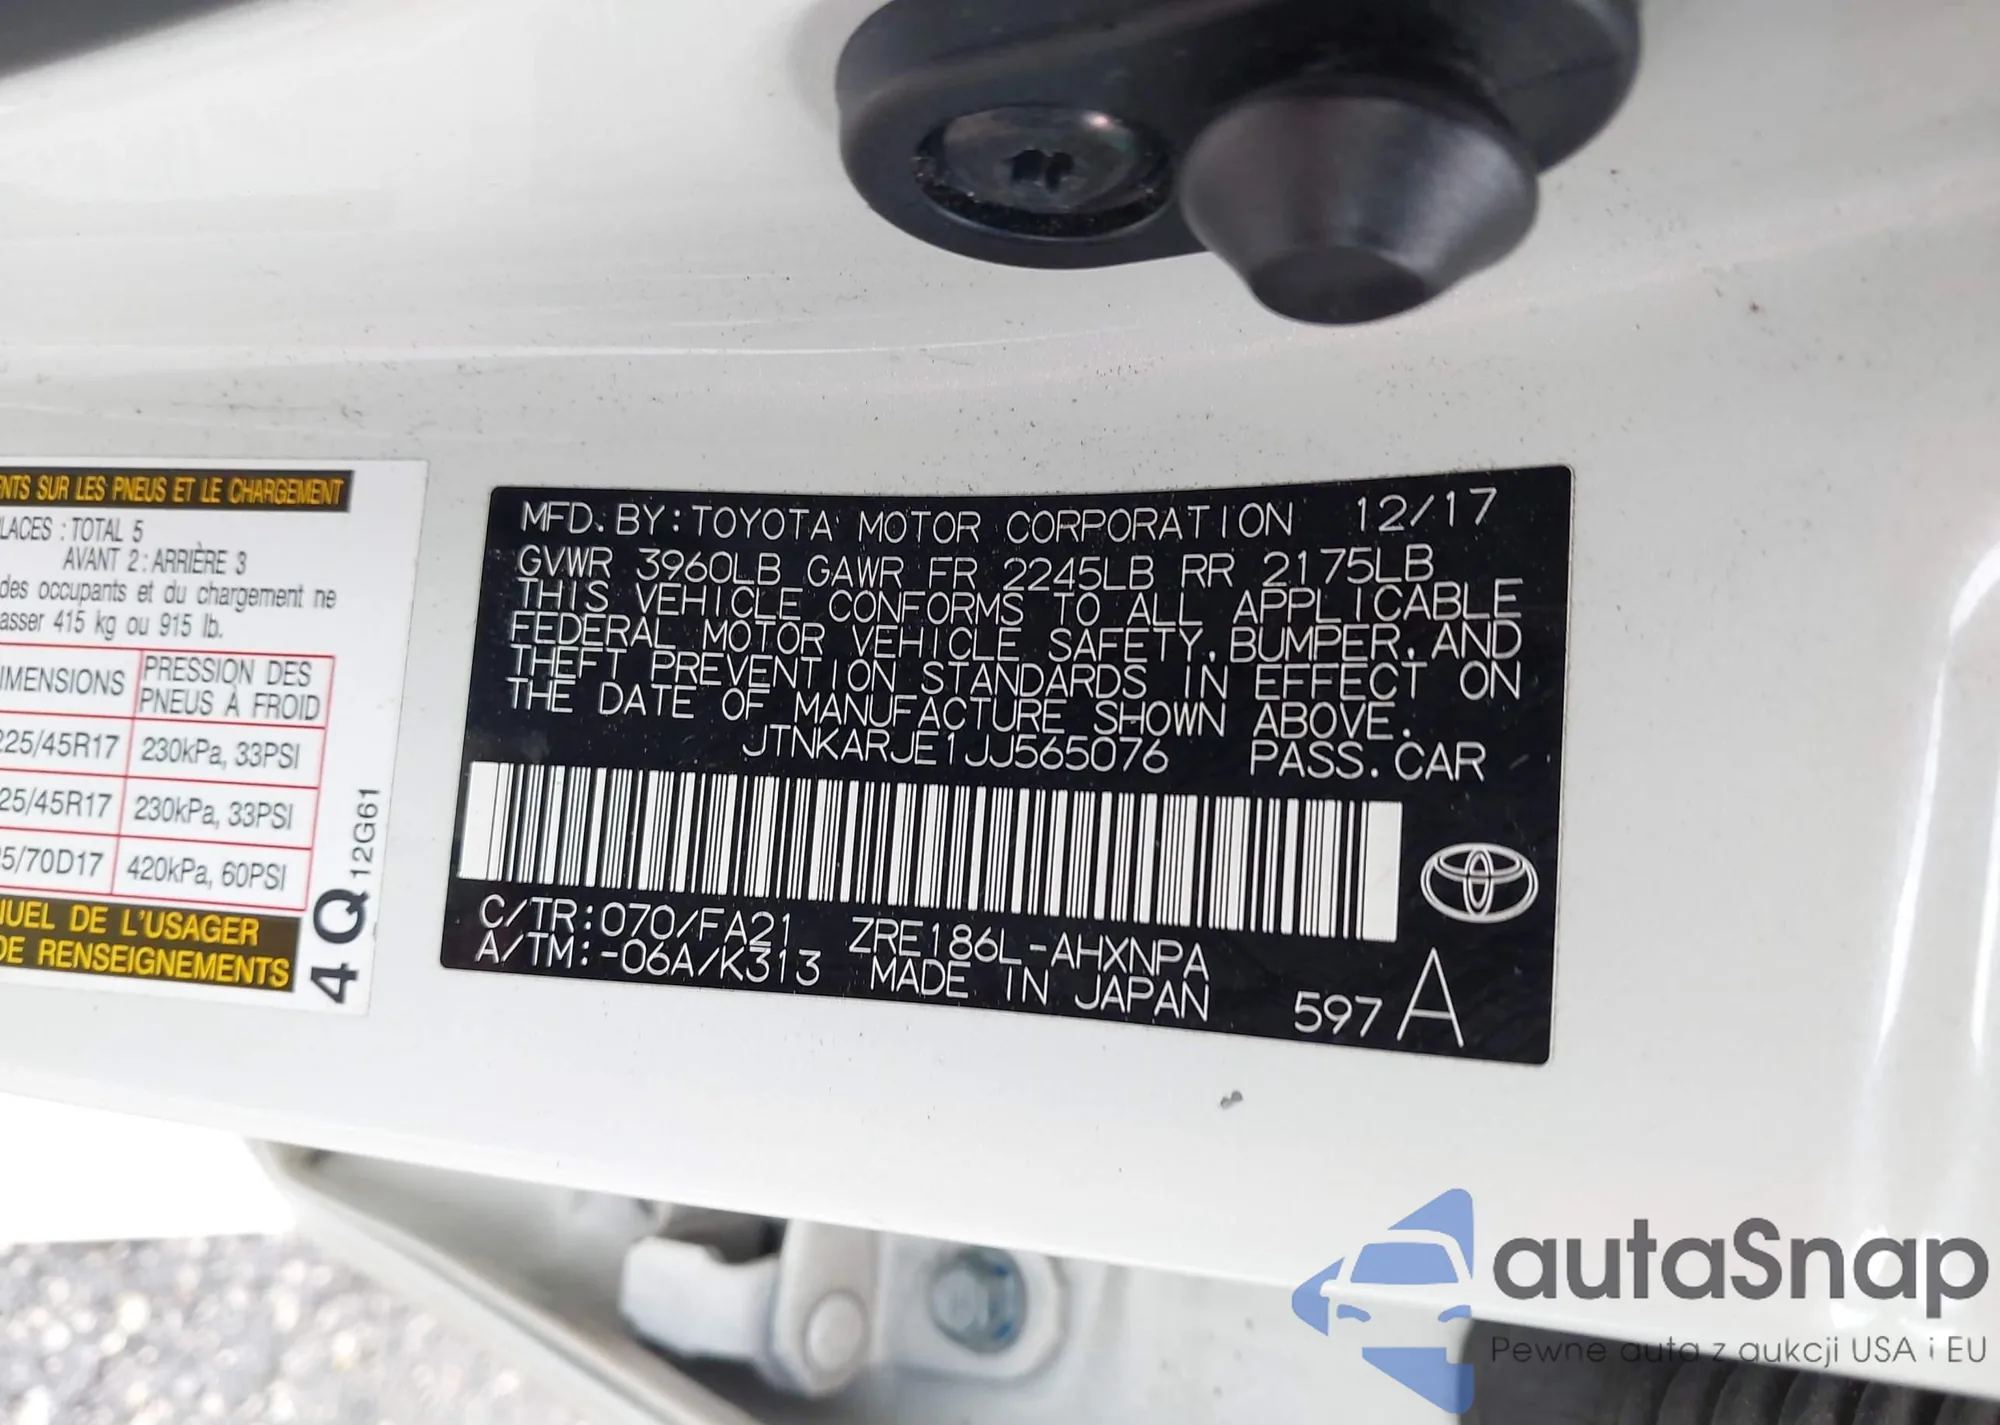 NTS SUR LES PNEUS ET LE CHARGEMENT
LACES : TOTAL 5
AVANT 2 : ARRIÈRE 3
des occupants et du chargement ne
asser 415 kg ou 915 lb.
IMENSIONS PRESSION DES
PNEUS À FROID
225/45R17 230kPa, 33PSI
25/45R17 230kPa, 33PSI
5/70D17 420kPa, 60PSI
NUEL DE L'USAGER
DE RENSEIGNEMENTS
4Q 12G61
MFD. BY: TOYOTA MOTOR CORPORATION 12/17
GVWR 3960LB GAWR FR 2245LB RR 2175LB
THIS VEHICLE CONFORMS TO ALL APPLICABLE
FEDERAL MOTOR VEHICLE SAFETY, BUMPER, AND
THEFT PREVENTION STANDARDS IN EFFECT ON
THE DATE OF MANUFACTURE SHOWN ABOVE.
JTNKARJE1JJ565076 PASS. CAR
C/TR: 070/FA21 ZRE186L-AHXNPA
A/TM: -06A/K313 MADE IN JAPAN 597 A
autaSnap
Pewne auta z aukcji USA i EU